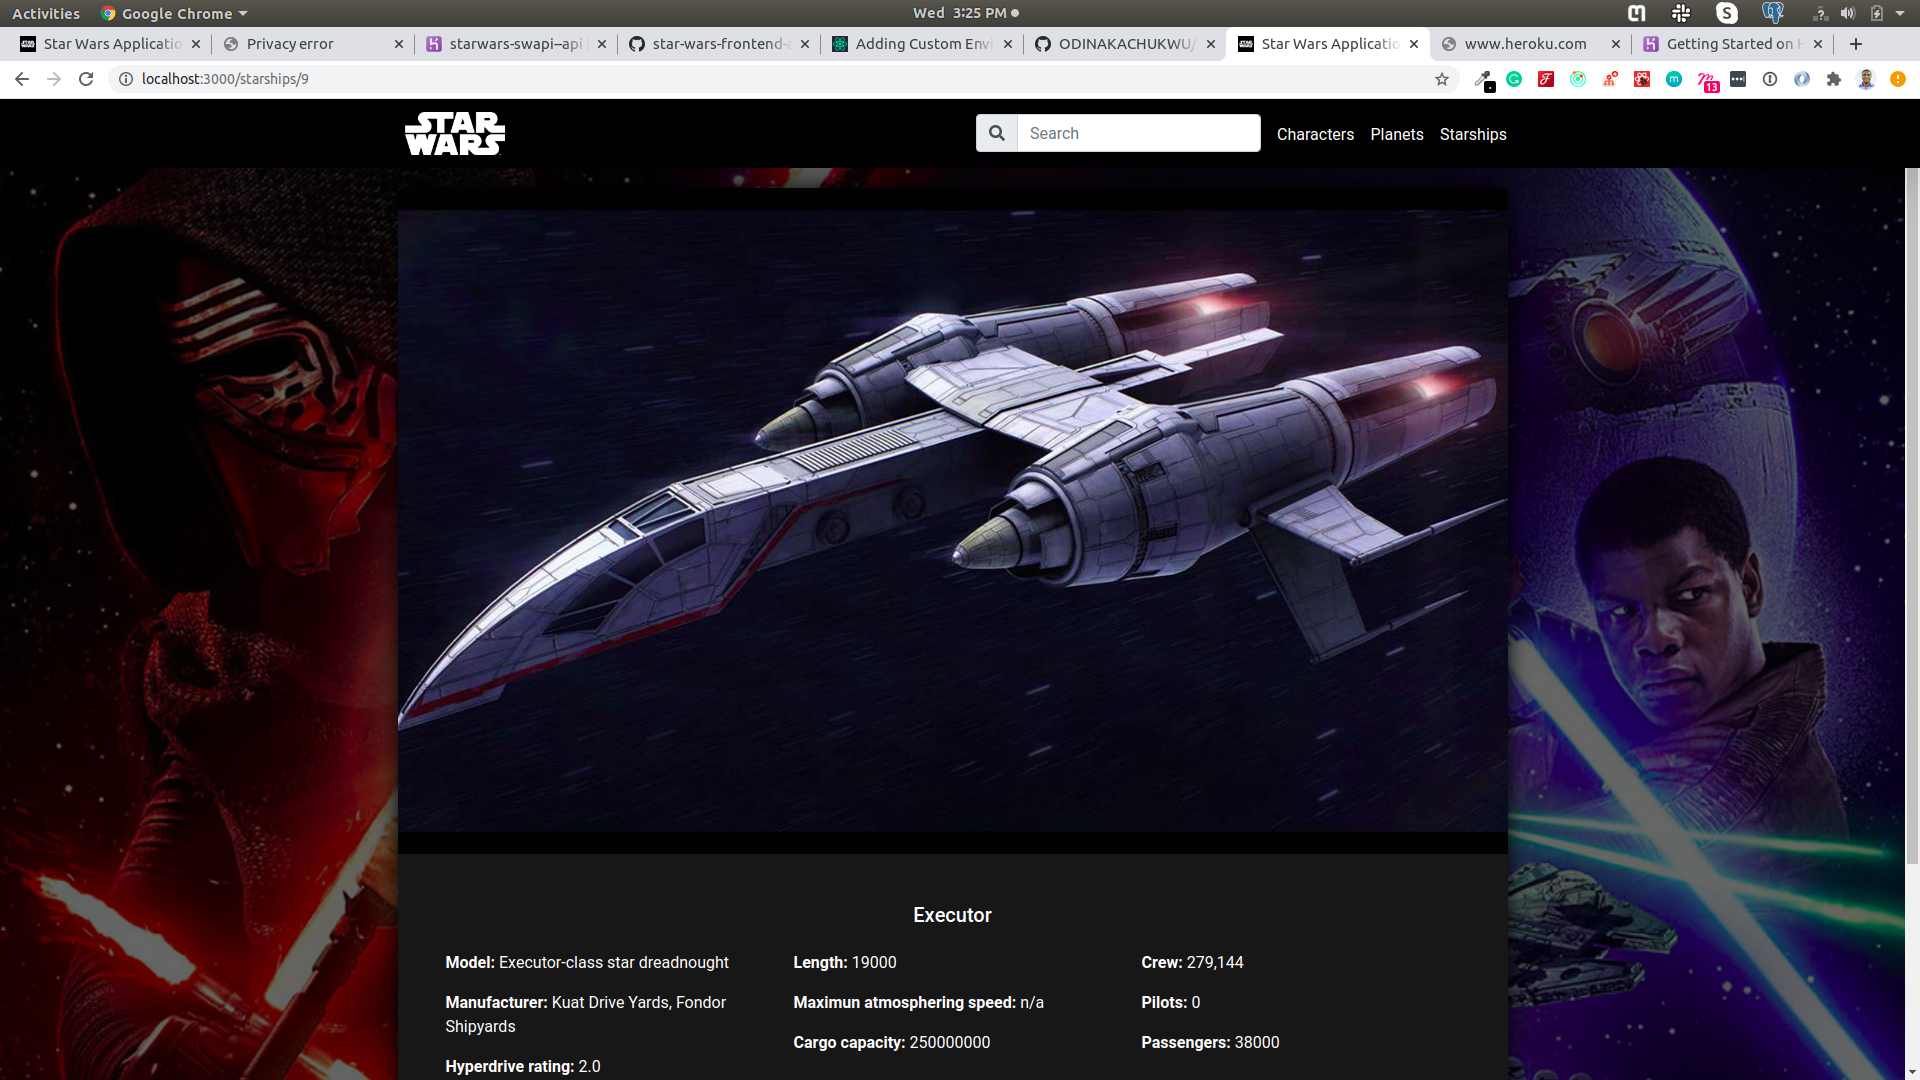 Activities Google Chrome Wed 3:25 PM
Star Wars Applicatio Privacy error starwars-swapi--api star-wars-frontend-a Adding Custom Envi ODINAKACHUKWU/ Star Wars Applicatio www.heroku.com Getting Started on H
localhost:3000/starships/9 13
STAR WARS Search Characters Planets Starships
Executor
Model: Executor-class star dreadnought Length: 19000 Crew: 279,144
Manufacturer: Kuat Drive Yards, Fondor Shipyards Maximun atmosphering speed: n/a Pilots: 0
Cargo capacity: 250000000 Passengers: 38000
Hyperdrive rating: 2.0